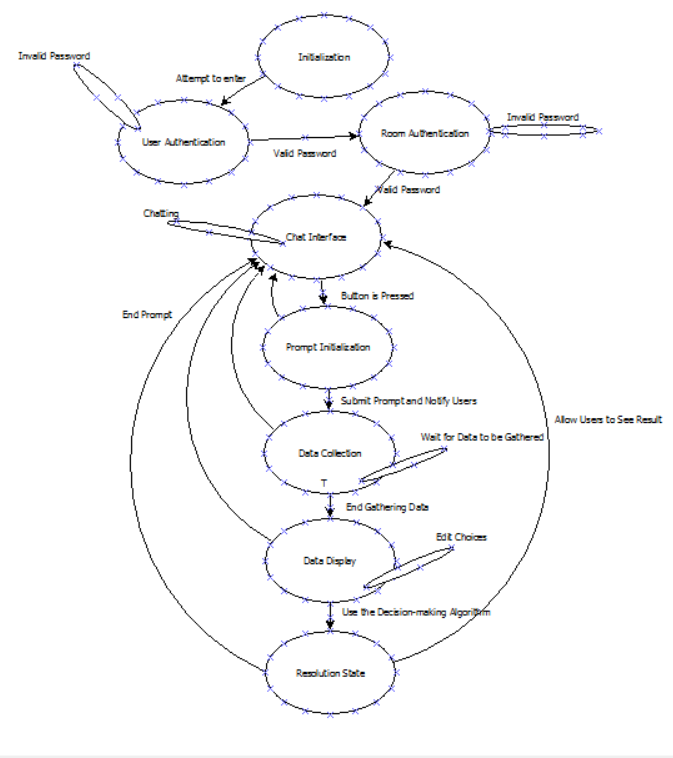 Initialization
Invalid Password
Attempt to enter
User Authentication
Valid Password
Room Authentication
Invalid Password
Valid Password
Chatting
Chat Interface
Button is Pressed
End Prompt
Prompt Initialization
Submit Prompt and Notify Users
Allow Users to See Result
Wait for Data to be Gathered
Data Collection
T
End Gathering Data
Edit Choices
Data Display
Use the Decision-making Algorithm
Resolution State